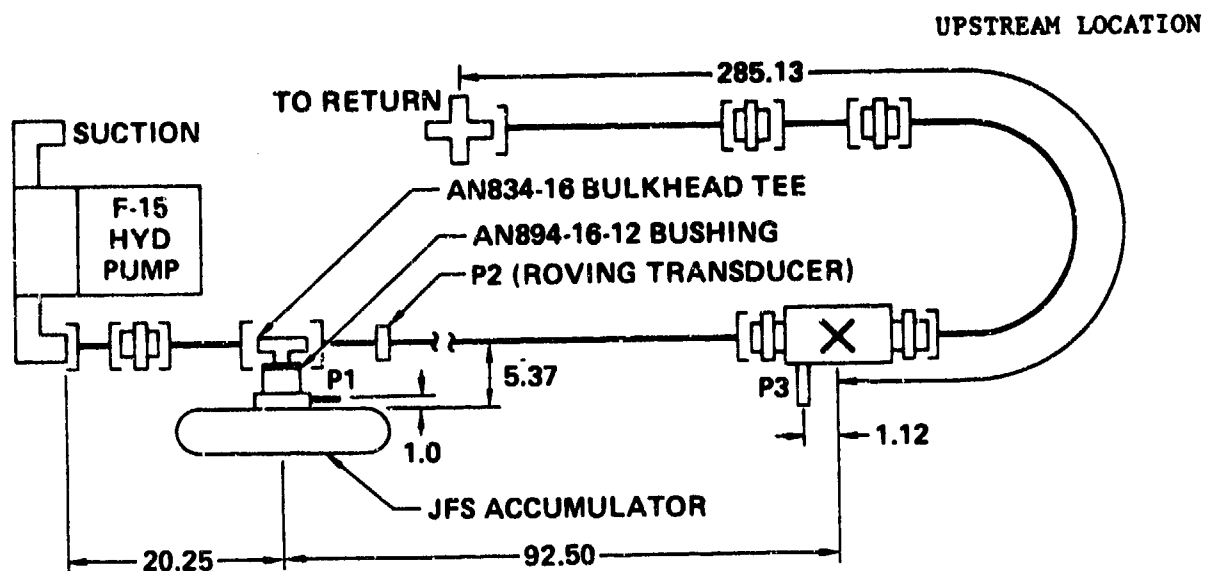 UPSTREAM LOCATION
285.13
TO RETURN
SUCTION
AN834-16 BULKHEAD TEE
F-15
HYD
PUMP
AN894-16-12 BUSHING
P2 (ROVING TRANSDUCER)
P1
5.37
P3
1.0
1.12
JFS ACCUMULATOR
20.25
92.50